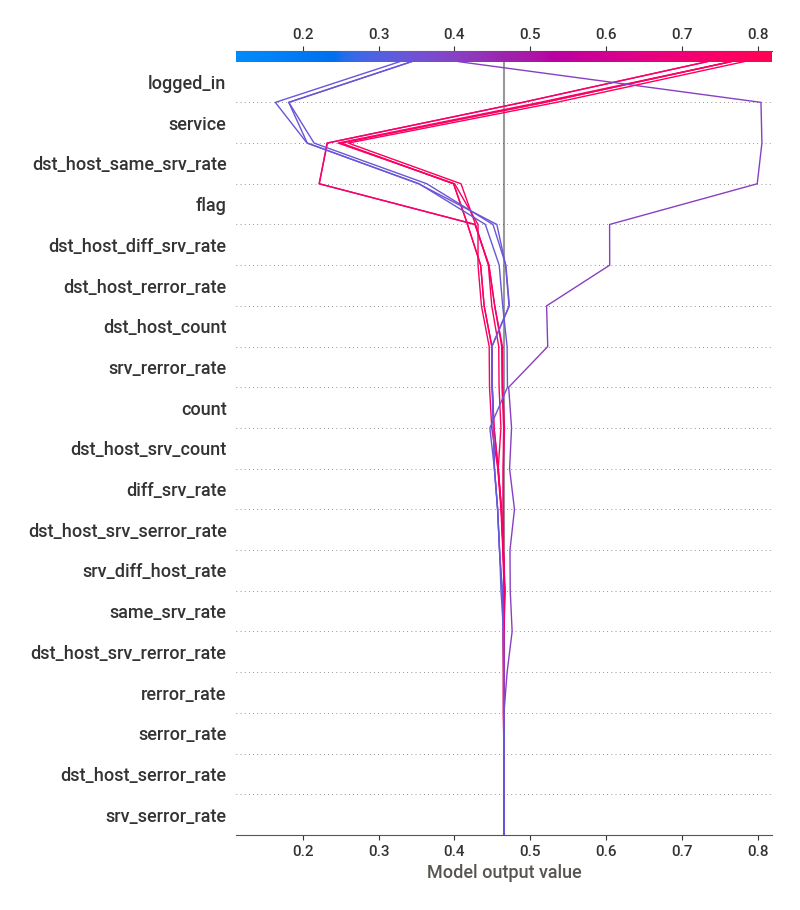 0.2 0.3 0.4 0.5 0.6 0.7 0.8
logged_in
service
dst_host_same_srv_rate
flag
dst_host_diff_srv_rate
dst_host_rerror_rate
dst_host_count
srv_rerror_rate
count
dst_host_srv_count
diff_srv_rate
dst_host_srv_serror_rate
srv_diff_host_rate
same_srv_rate
dst_host_srv_rerror_rate
rerror_rate
serror_rate
dst_host_serror_rate
srv_serror_rate
0.2 0.3 0.4 0.5 0.6 0.7 0.8
Model output value